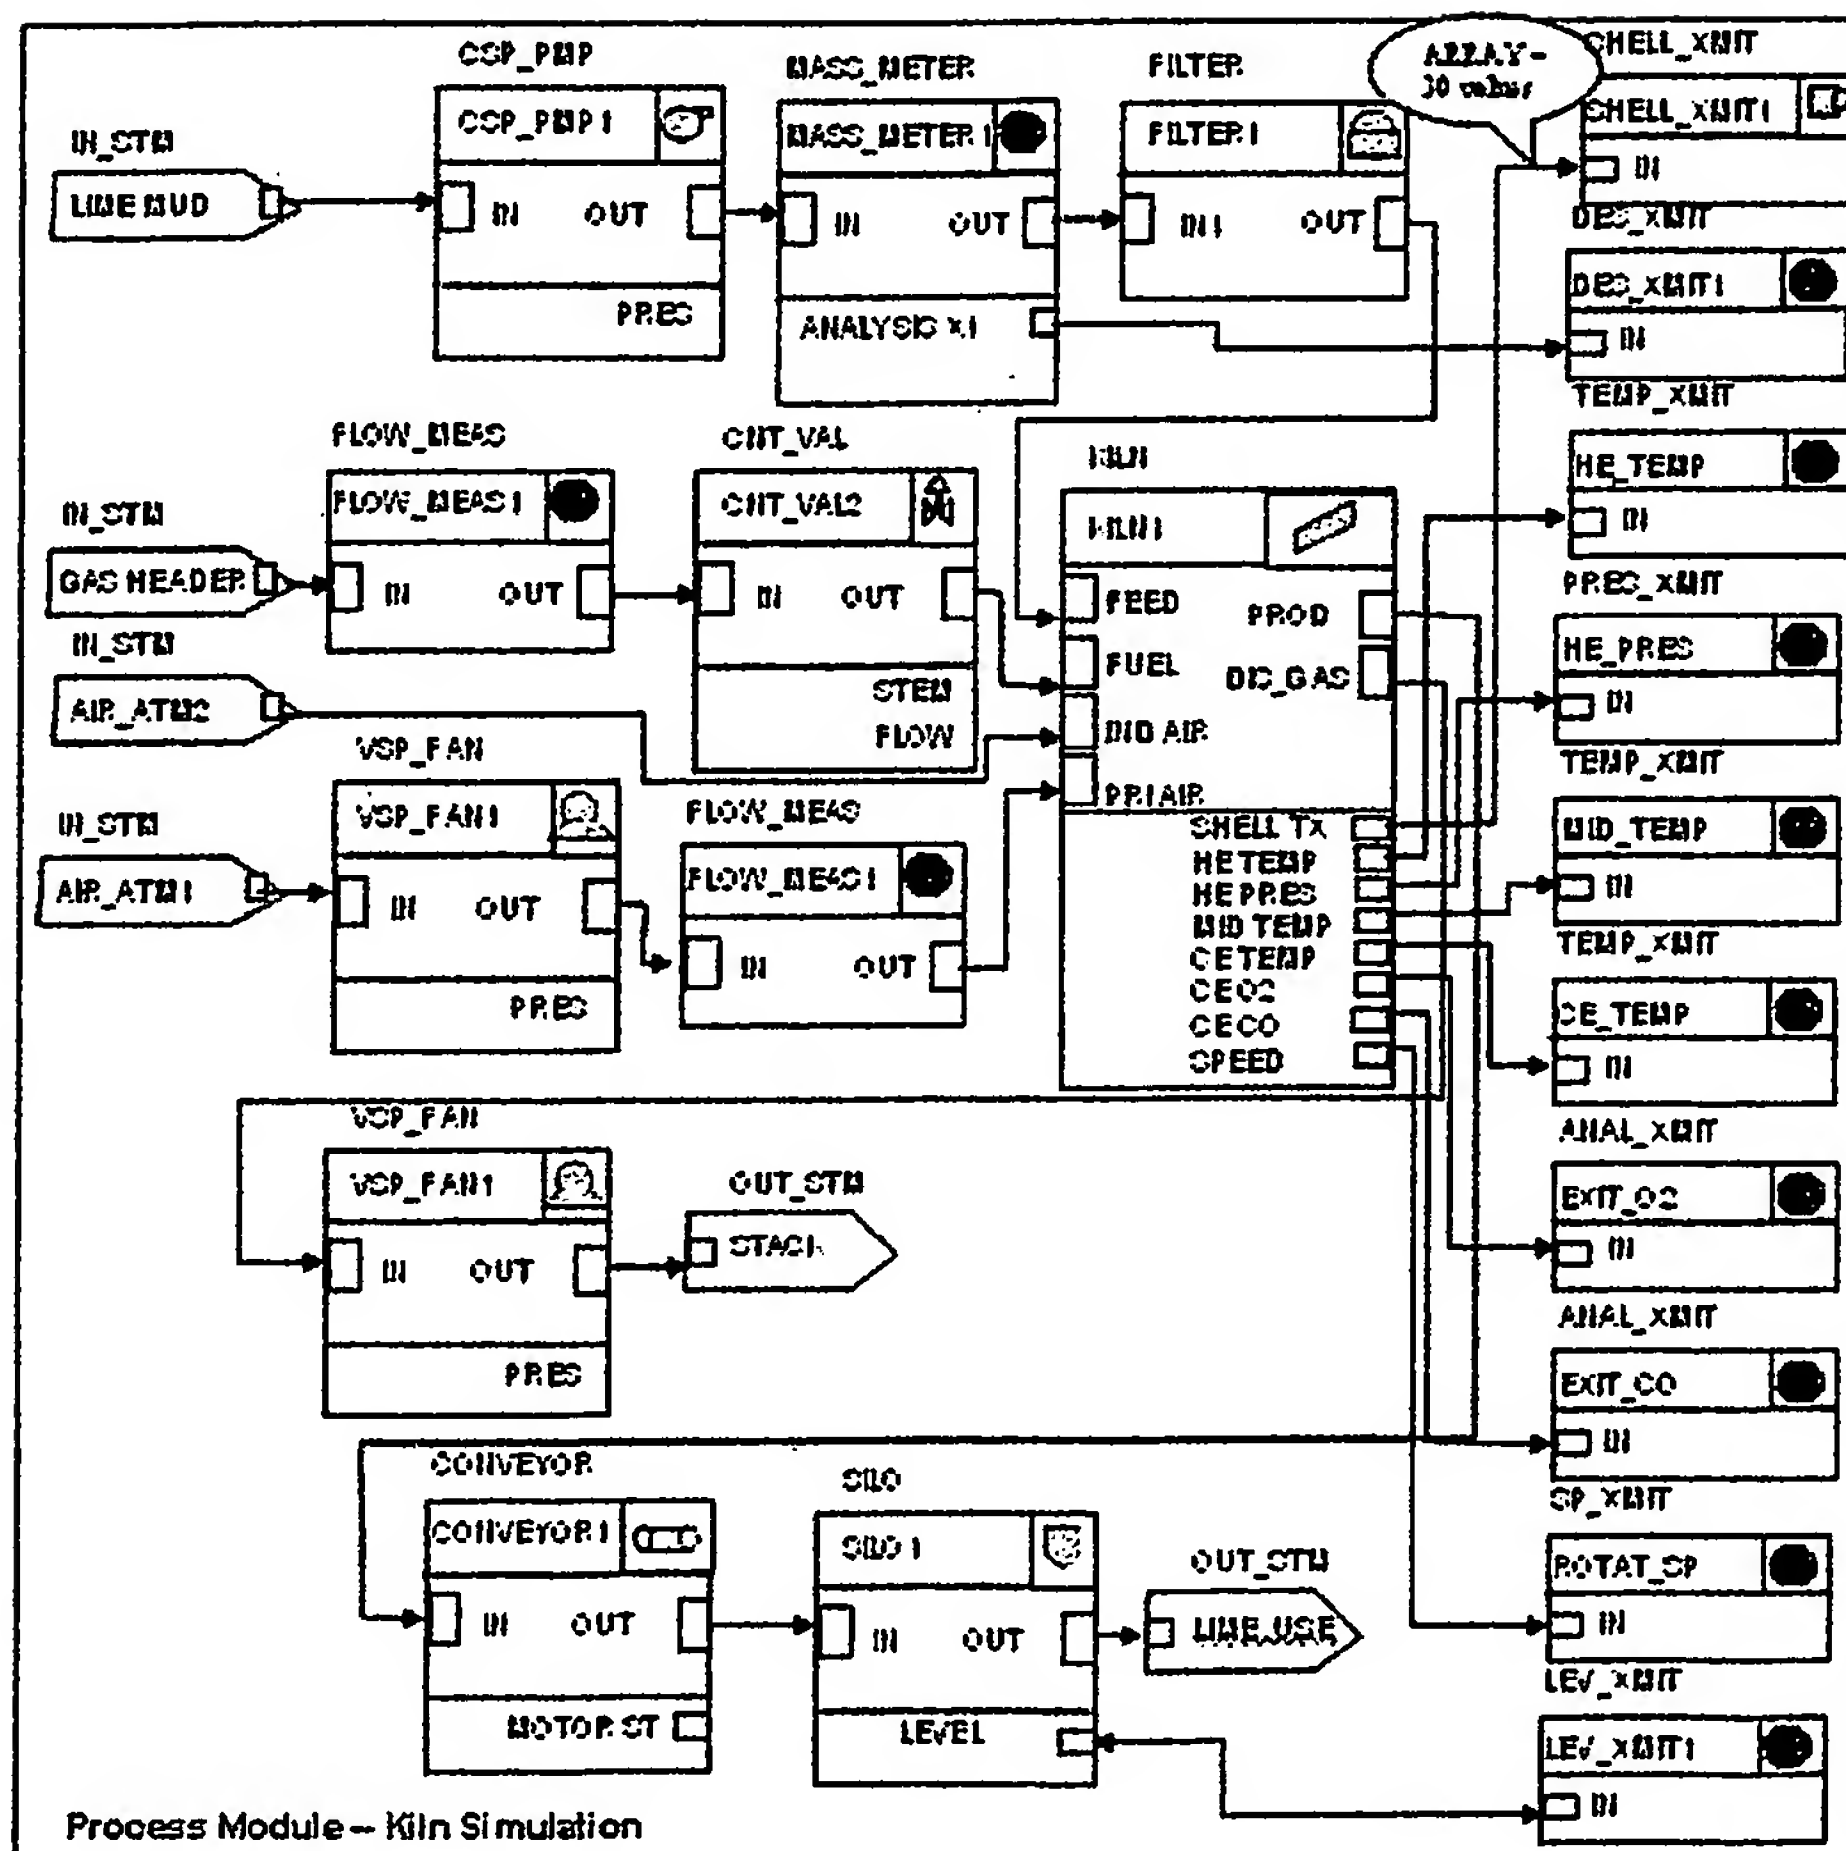 CSP_PMP
CSP_PMP1
IN OUT
PRES
MASS_METER
MASS_METER1
IN OUT
ANALYSIS X1
FILTER
FILTER1
IN1 OUT
ARRAY -
30 values
SHELL_XMIT
SHELL_XMIT1
IN
IN_STM
LIME MUD
DES_XMIT
DES_XMIT1
IN
FLOW_MEAS
FLOW_MEAS1
IN OUT
CNT_VAL
CNT_VAL2
IN OUT
STEM
FLOW
KILN
KILN1
FEED PROD
FUEL DIS_GAS
IND AIR
PRI AIR
SHELL TX
HE TEMP
HE PRES
MID TEMP
CE TEMP
CE O2
CE CO
SPEED
TEMP_XMIT
HE_TEMP
IN
IN_STM
GAS HEADER
IN_STM
AIR_ATM2
PRES_XMIT
HE_PRES
IN
VSP_FAN
VSP_FAN1
IN OUT
PRES
FLOW_MEAS
FLOW_MEAS1
IN OUT
IN_STM
AIR_ATM1
TEMP_XMIT
MID_TEMP
IN
TEMP_XMIT
CE_TEMP
IN
VSP_FAN
VSP_FAN1
IN OUT
PRES
OUT_STM
STACK
ANAL_XMIT
EXIT_O2
IN
ANAL_XMIT
EXIT_CO
IN
CONVEYOR
CONVEYOR1
IN OUT
MOTOR ST
SILO
SILO1
IN OUT
LEVEL
OUT_STM
LIME_USE
SP_XMIT
ROTAT_SP
IN
LEV_XMIT
LEV_XMIT1
IN
Process Module – Kiln Simulation